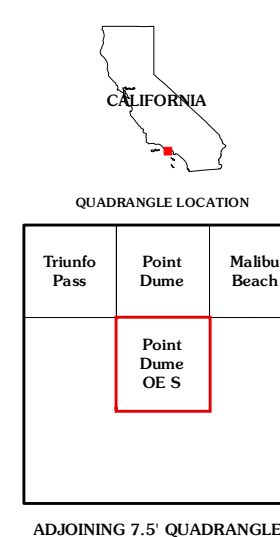 CALIFORNIA
QUADRANGLE LOCATION
Triunfo
Pass
Point
Dume
Malibu
Beach
Point
Dume
OE S
ADJOINING 7.5' QUADRANGLE